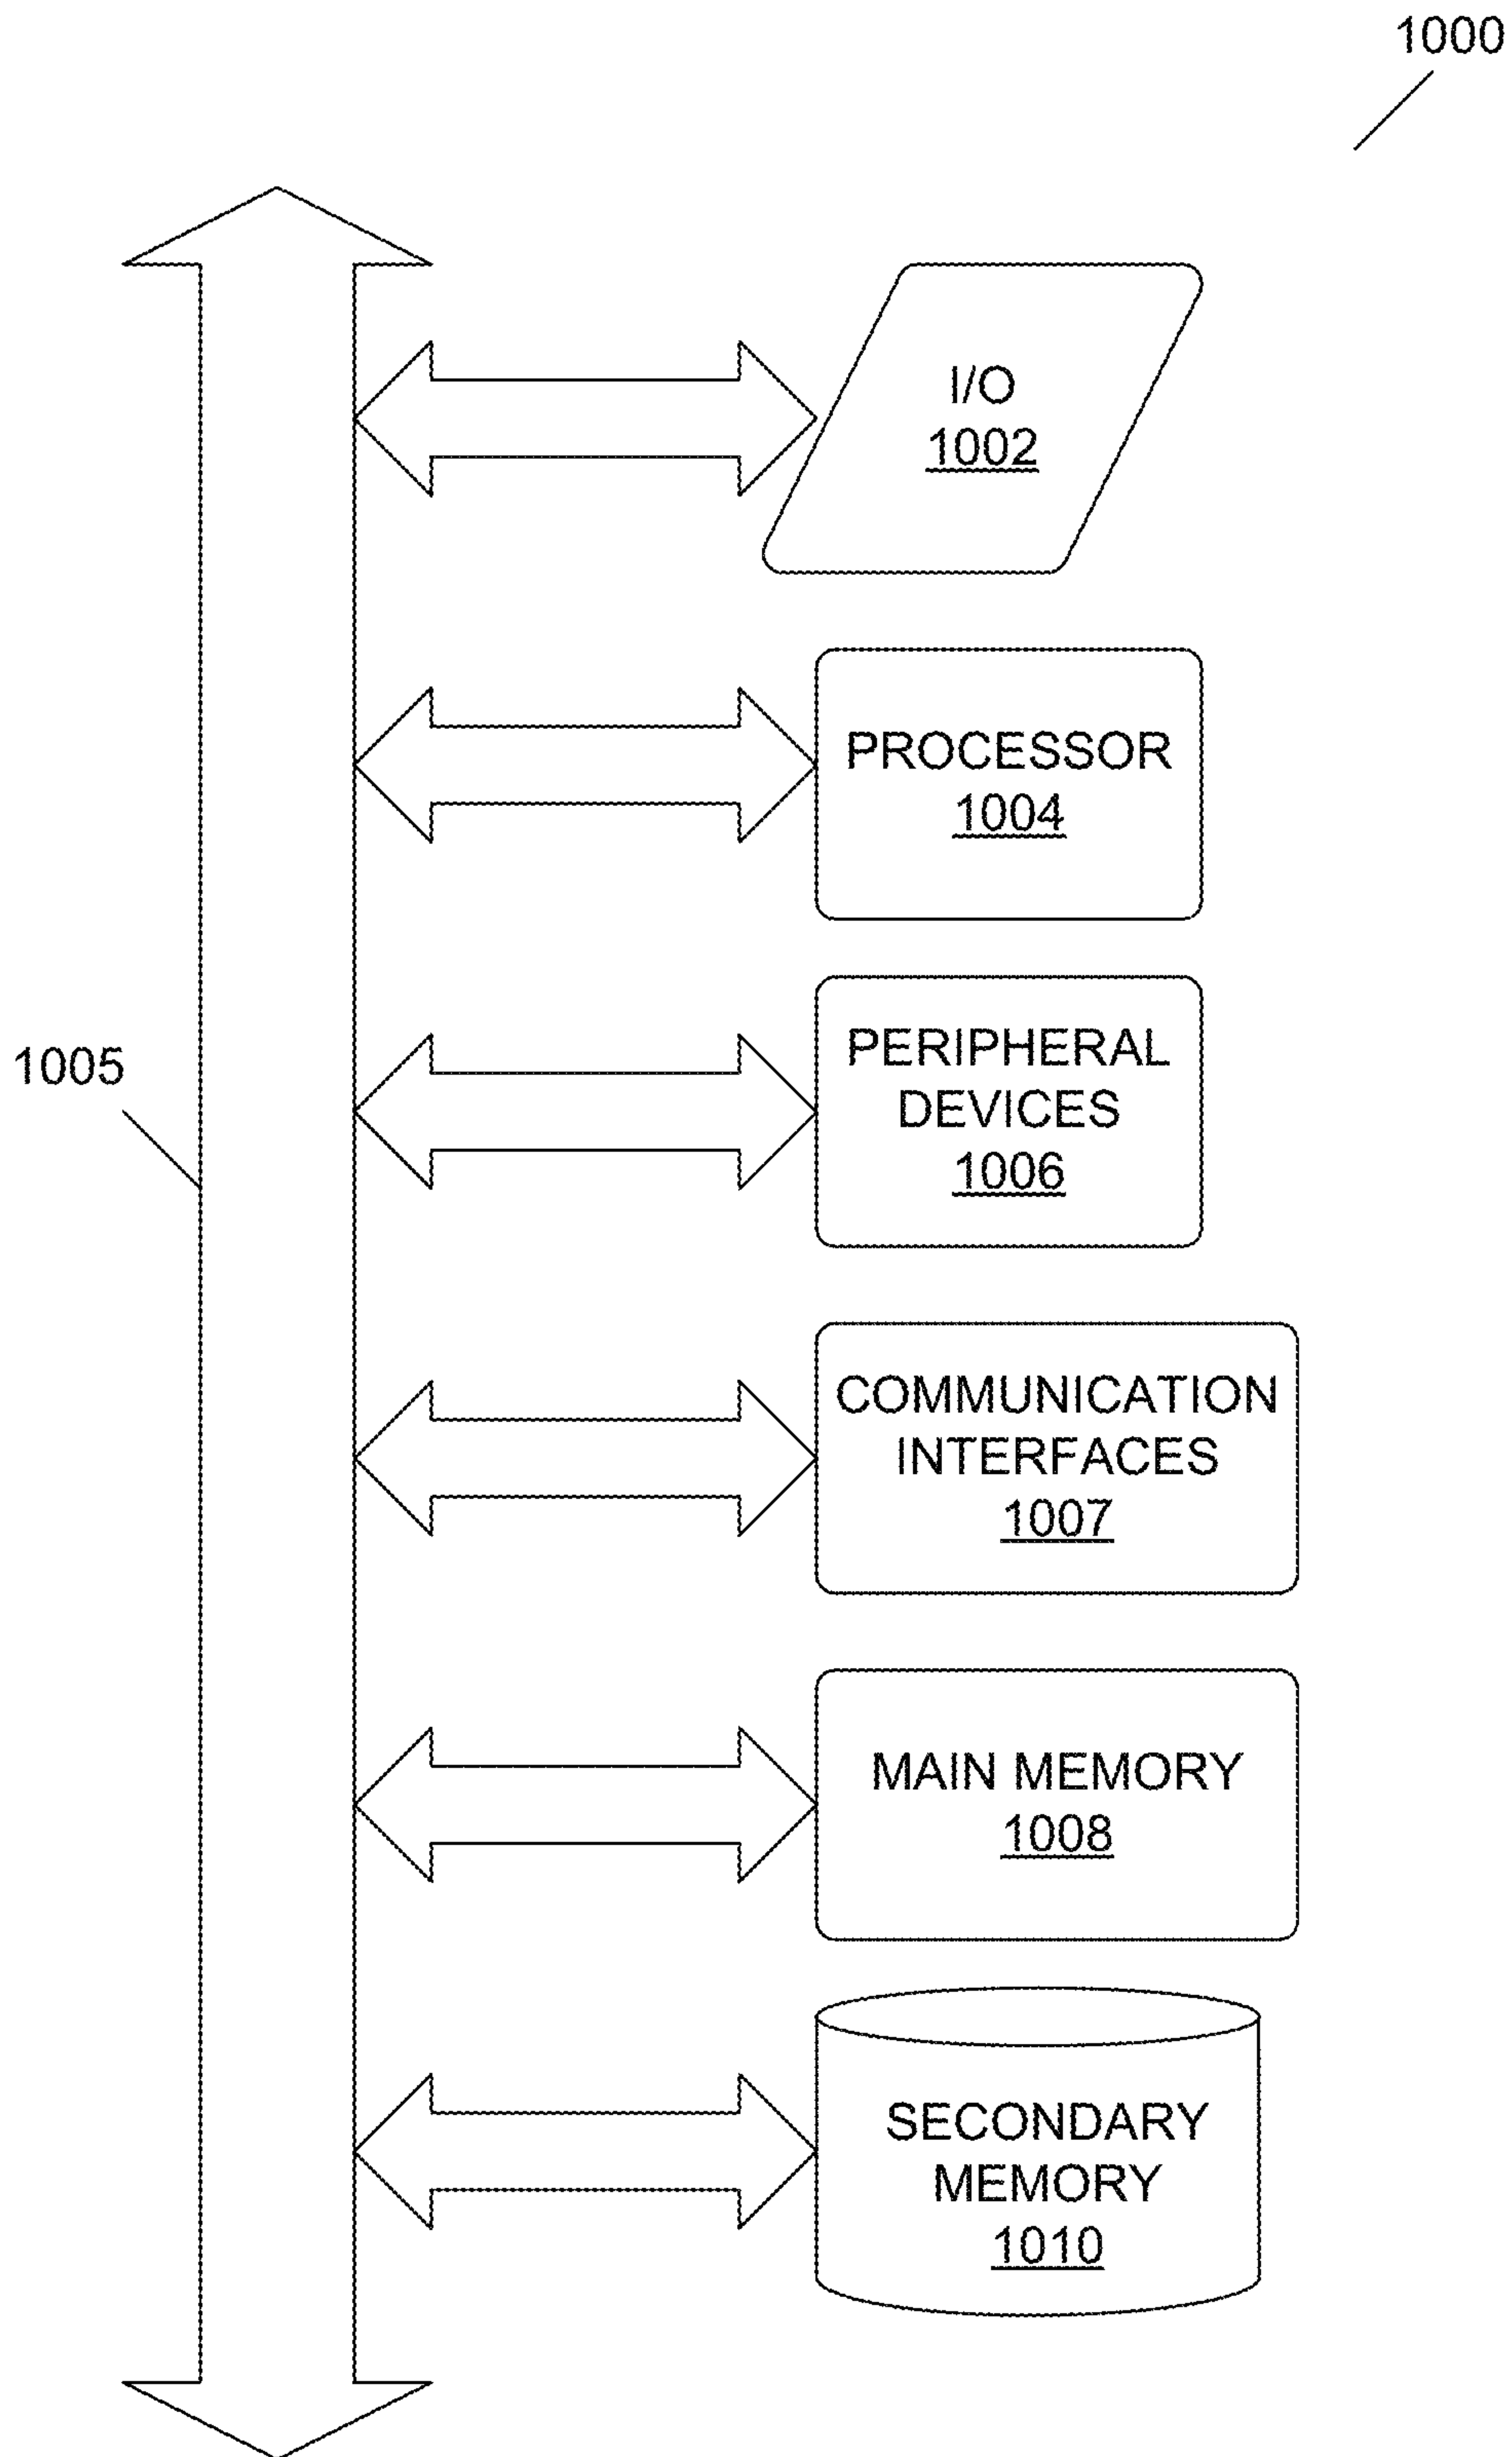 1000
I/O
1002
PROCESSOR
1004
1005
PERIPHERAL
DEVICES
1006
COMMUNICATION
INTERFACES
1007
MAIN MEMORY
1008
SECONDARY
MEMORY
1010